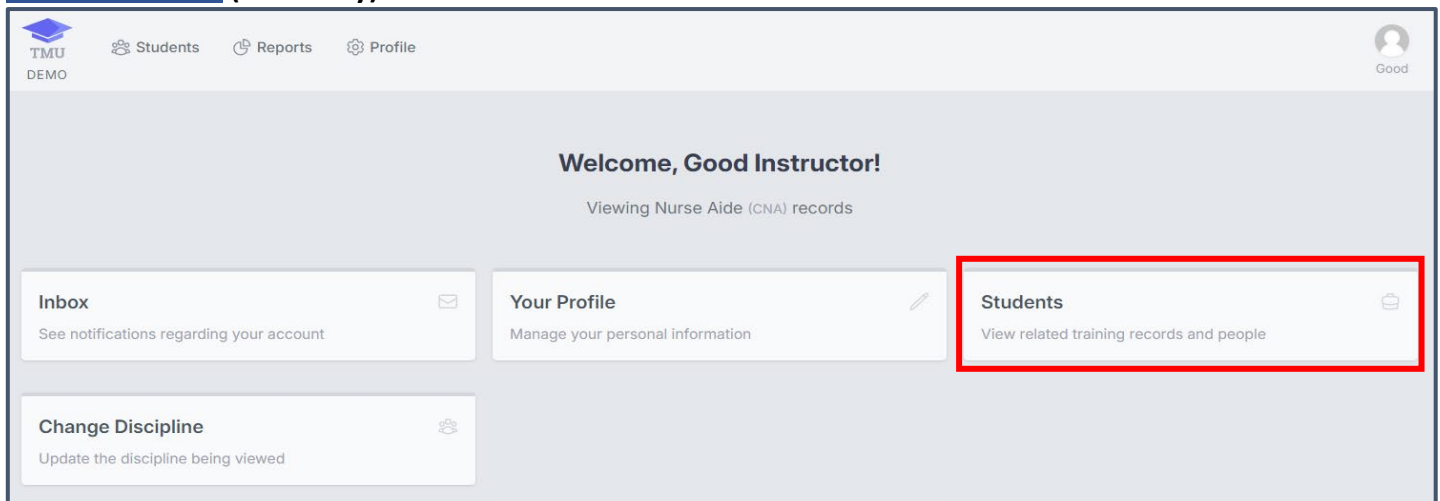 TMU
DEMO
Students Reports Profile
Good
Welcome, Good Instructor!
Viewing Nurse Aide (CNA) records
Inbox
See notifications regarding your account
Your Profile
Manage your personal information
Students
View related training records and people
Change Discipline
Update the discipline being viewed